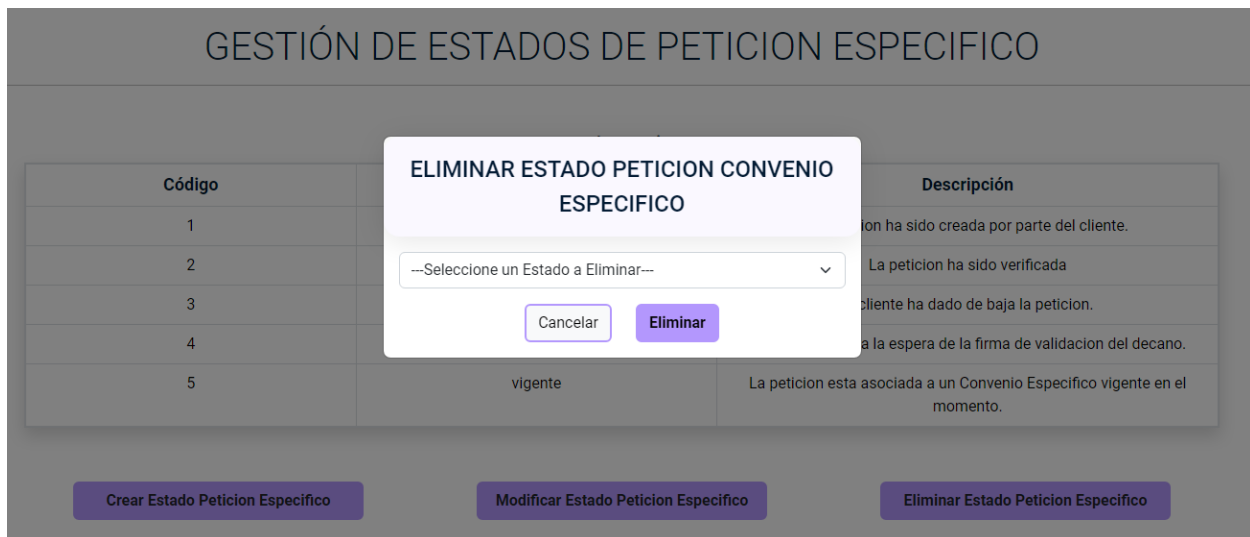 GESTIÓN DE ESTADOS DE PETICION ESPECIFICO
ELIMINAR ESTADO PETICION CONVENIO
ESPECIFICO
---Seleccione un Estado a Eliminar---
Cancelar
Eliminar
Código
Descripción
1
ion ha sido creada por parte del cliente.
2
La peticion ha sido verificada
3
cliente ha dado de baja la peticion.
4
a la espera de la firma de validacion del decano.
5
vigente
La peticion esta asociada a un Convenio Especifico vigente en el
momento.
Crear Estado Peticion Especifico
Modificar Estado Peticion Especifico
Eliminar Estado Peticion Especifico